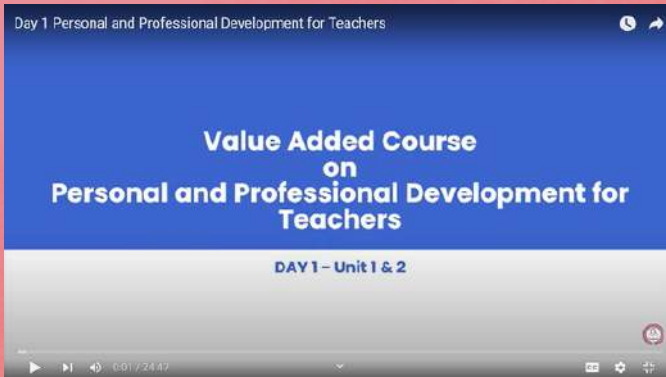 Day 1 Personal and Professional Development for Teachers
Value Added Course
on
Personal and Professional Development for
Teachers
DAY 1 – Unit 1 & 2
0:01 / 24:47
CC